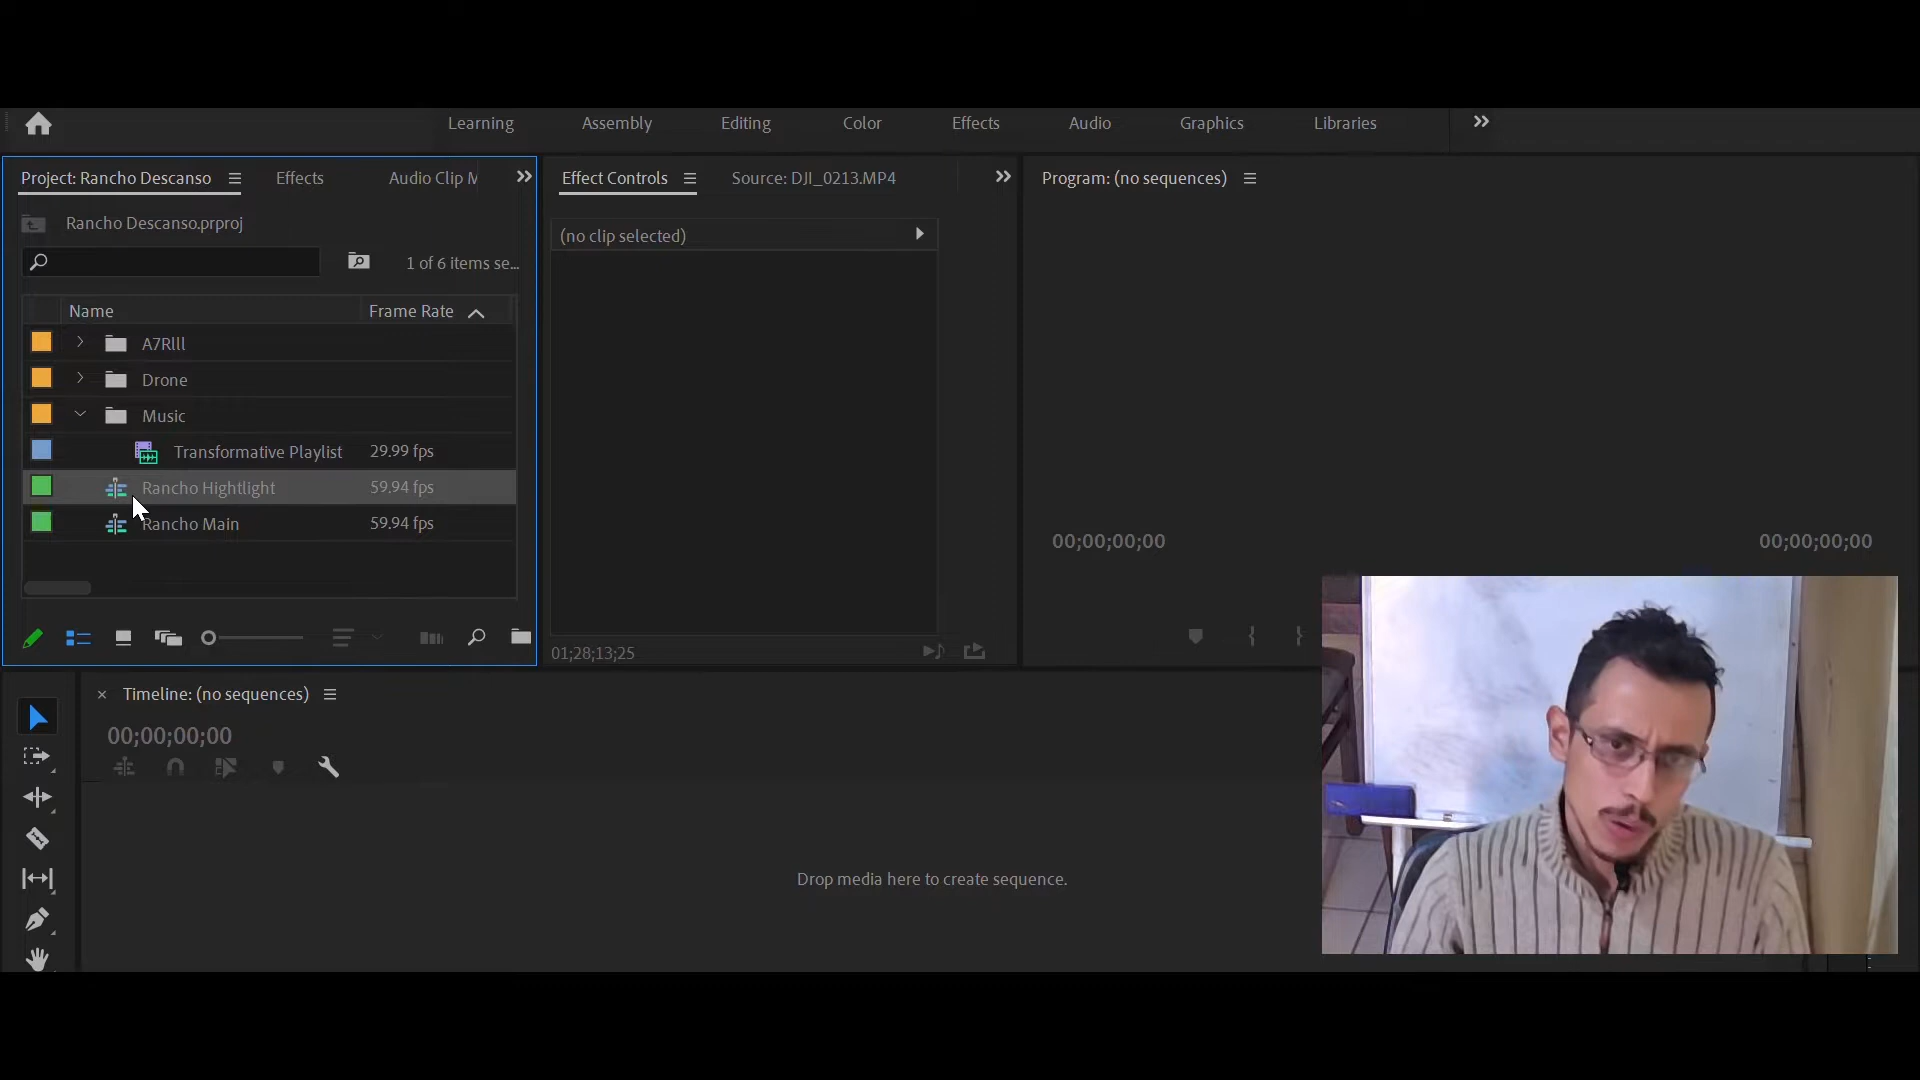 Learning Assembly Editing Color Effects Audio Graphics Libraries
Project: Rancho Descanso Effects Audio Clip M
Effect Controls Source: DJI_0213.MP4
Program: (no sequences)
Rancho Descanso.prproj
1 of 6 items se...
(no clip selected)
Name Frame Rate
A7Rlll
Drone
Music
Transformative Playlist 29.99 fps
Rancho Hightlight 59.94 fps
Rancho Main 59.94 fps
00;00;00;00 00;00;00;00
01;28;13;25
Timeline: (no sequences)
00;00;00;00
Drop media here to create sequence.